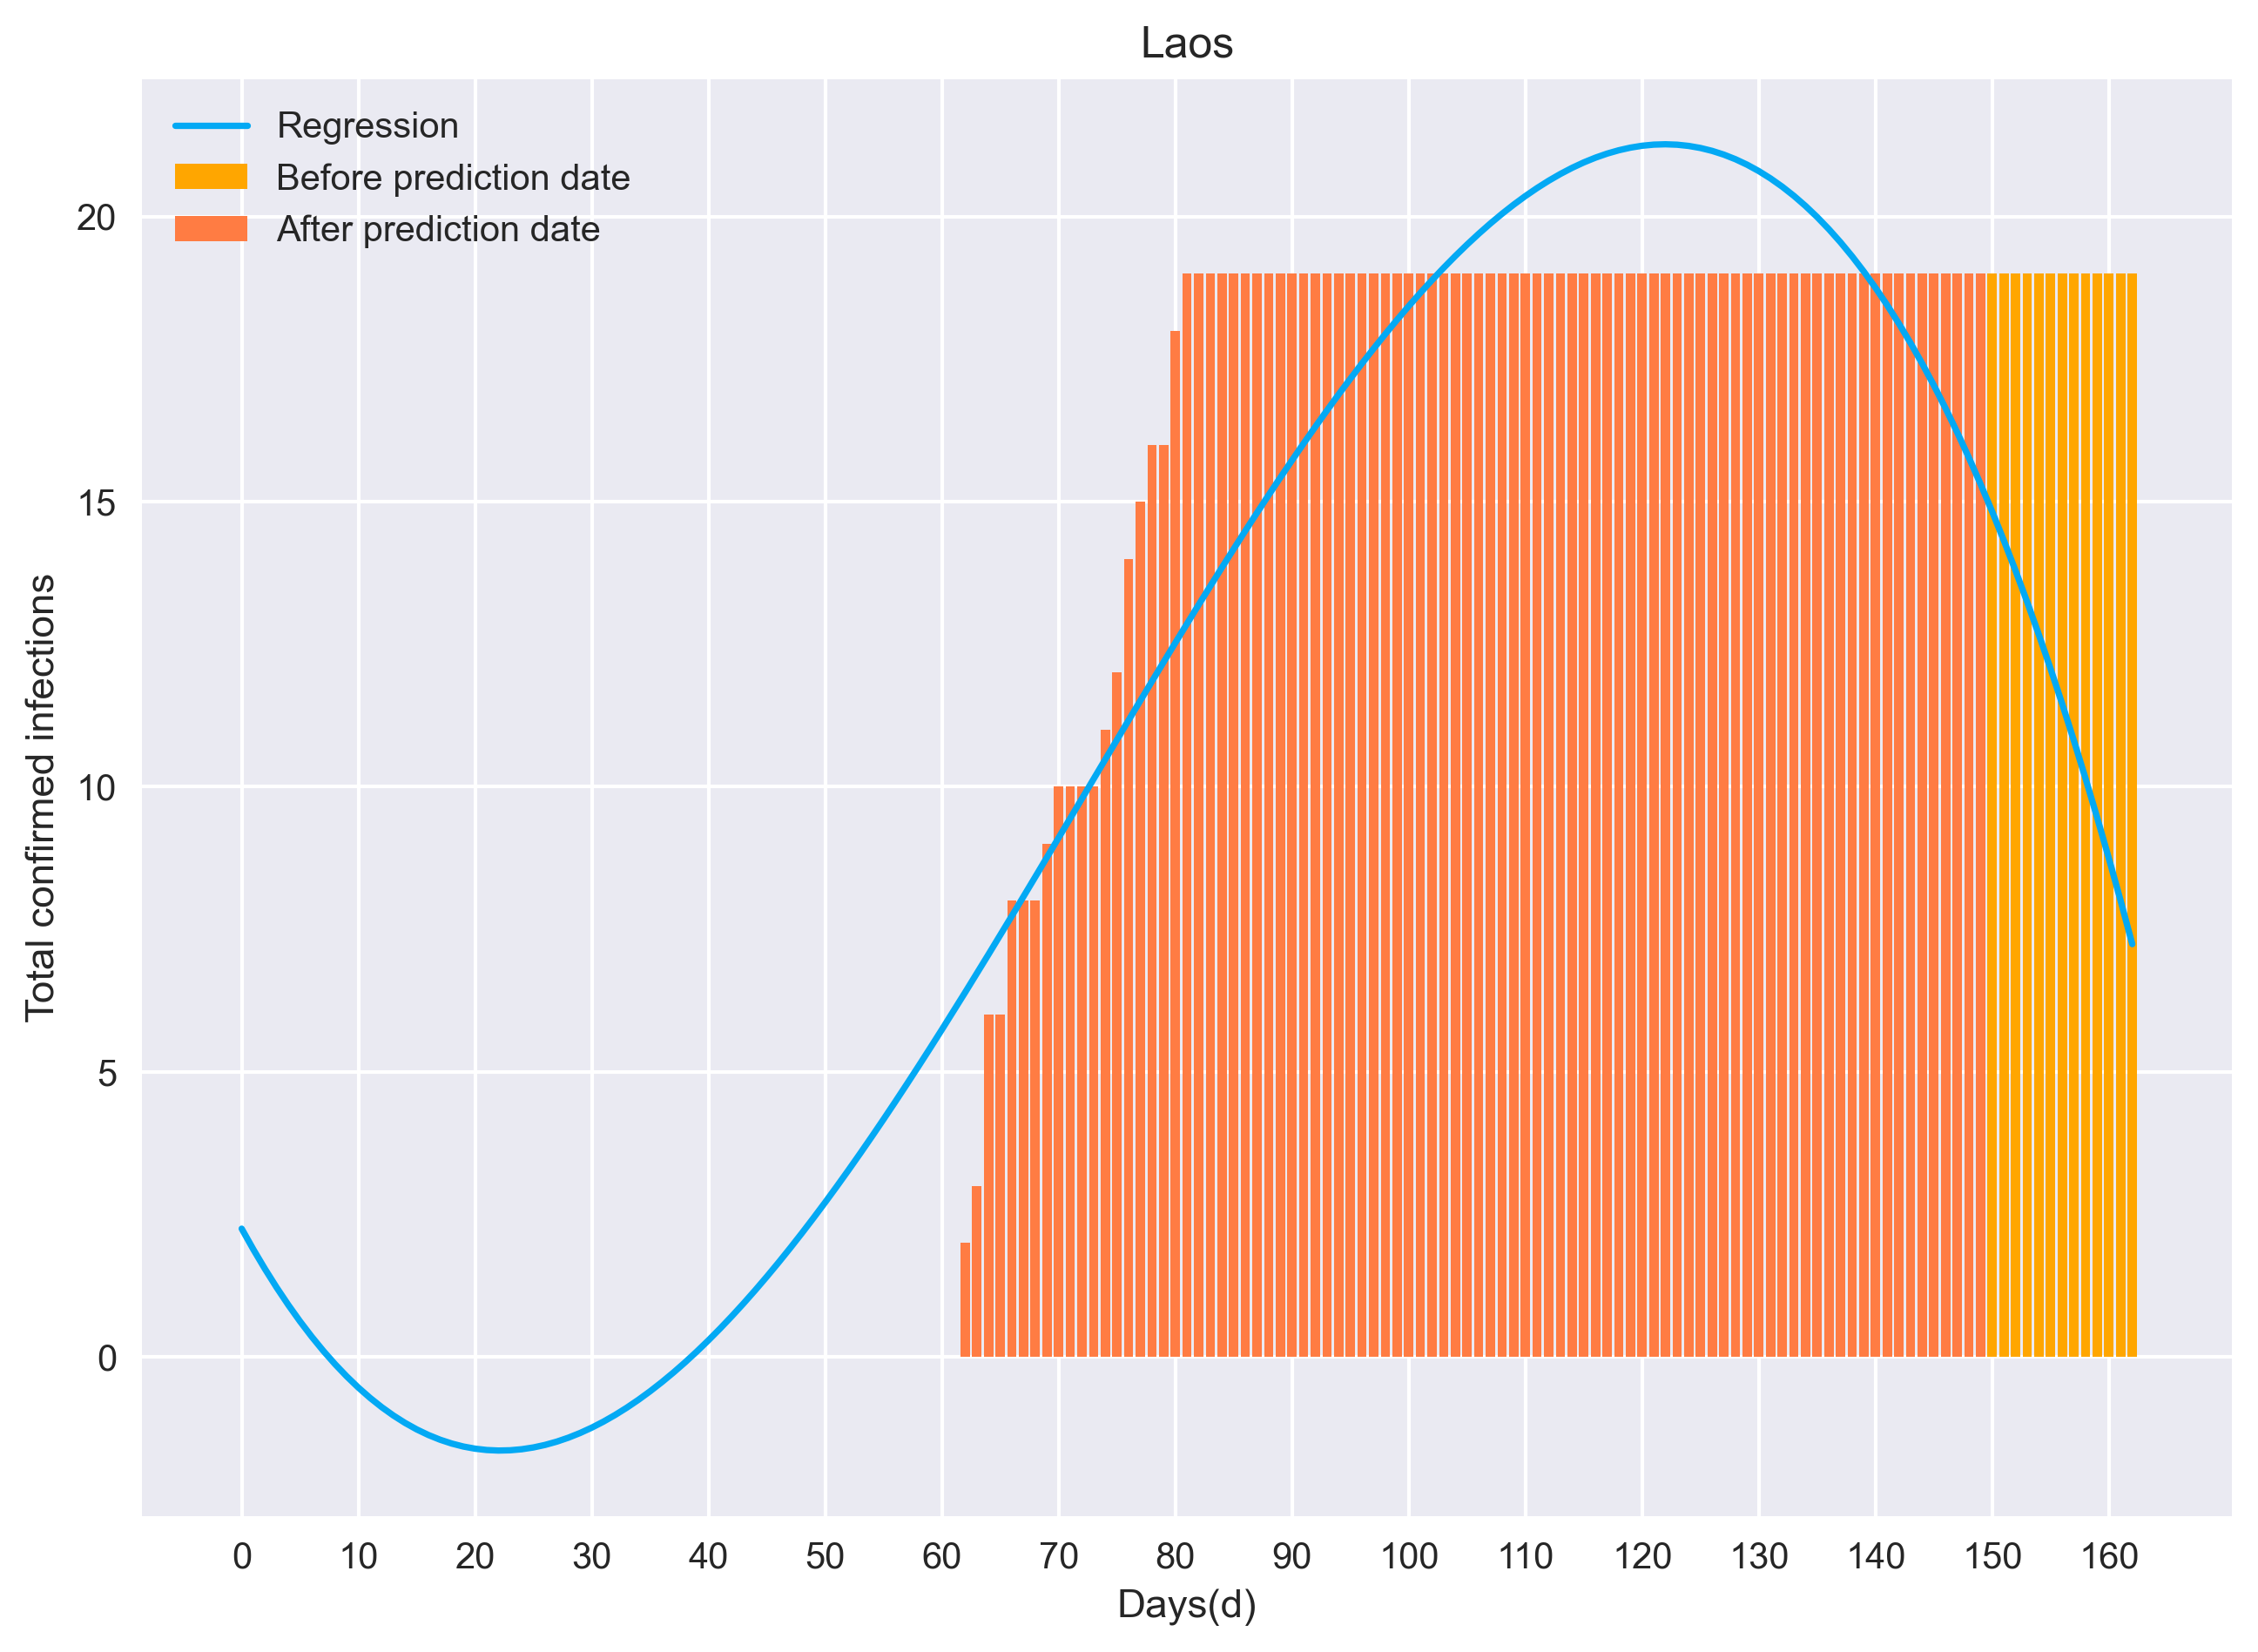 Laos
Regression
Before prediction date
After prediction date
Total confirmed infections
20
15
10
5
0
0 10 20 30 40 50 60 70 80 90 100 110 120 130 140 150 160
Days(d)